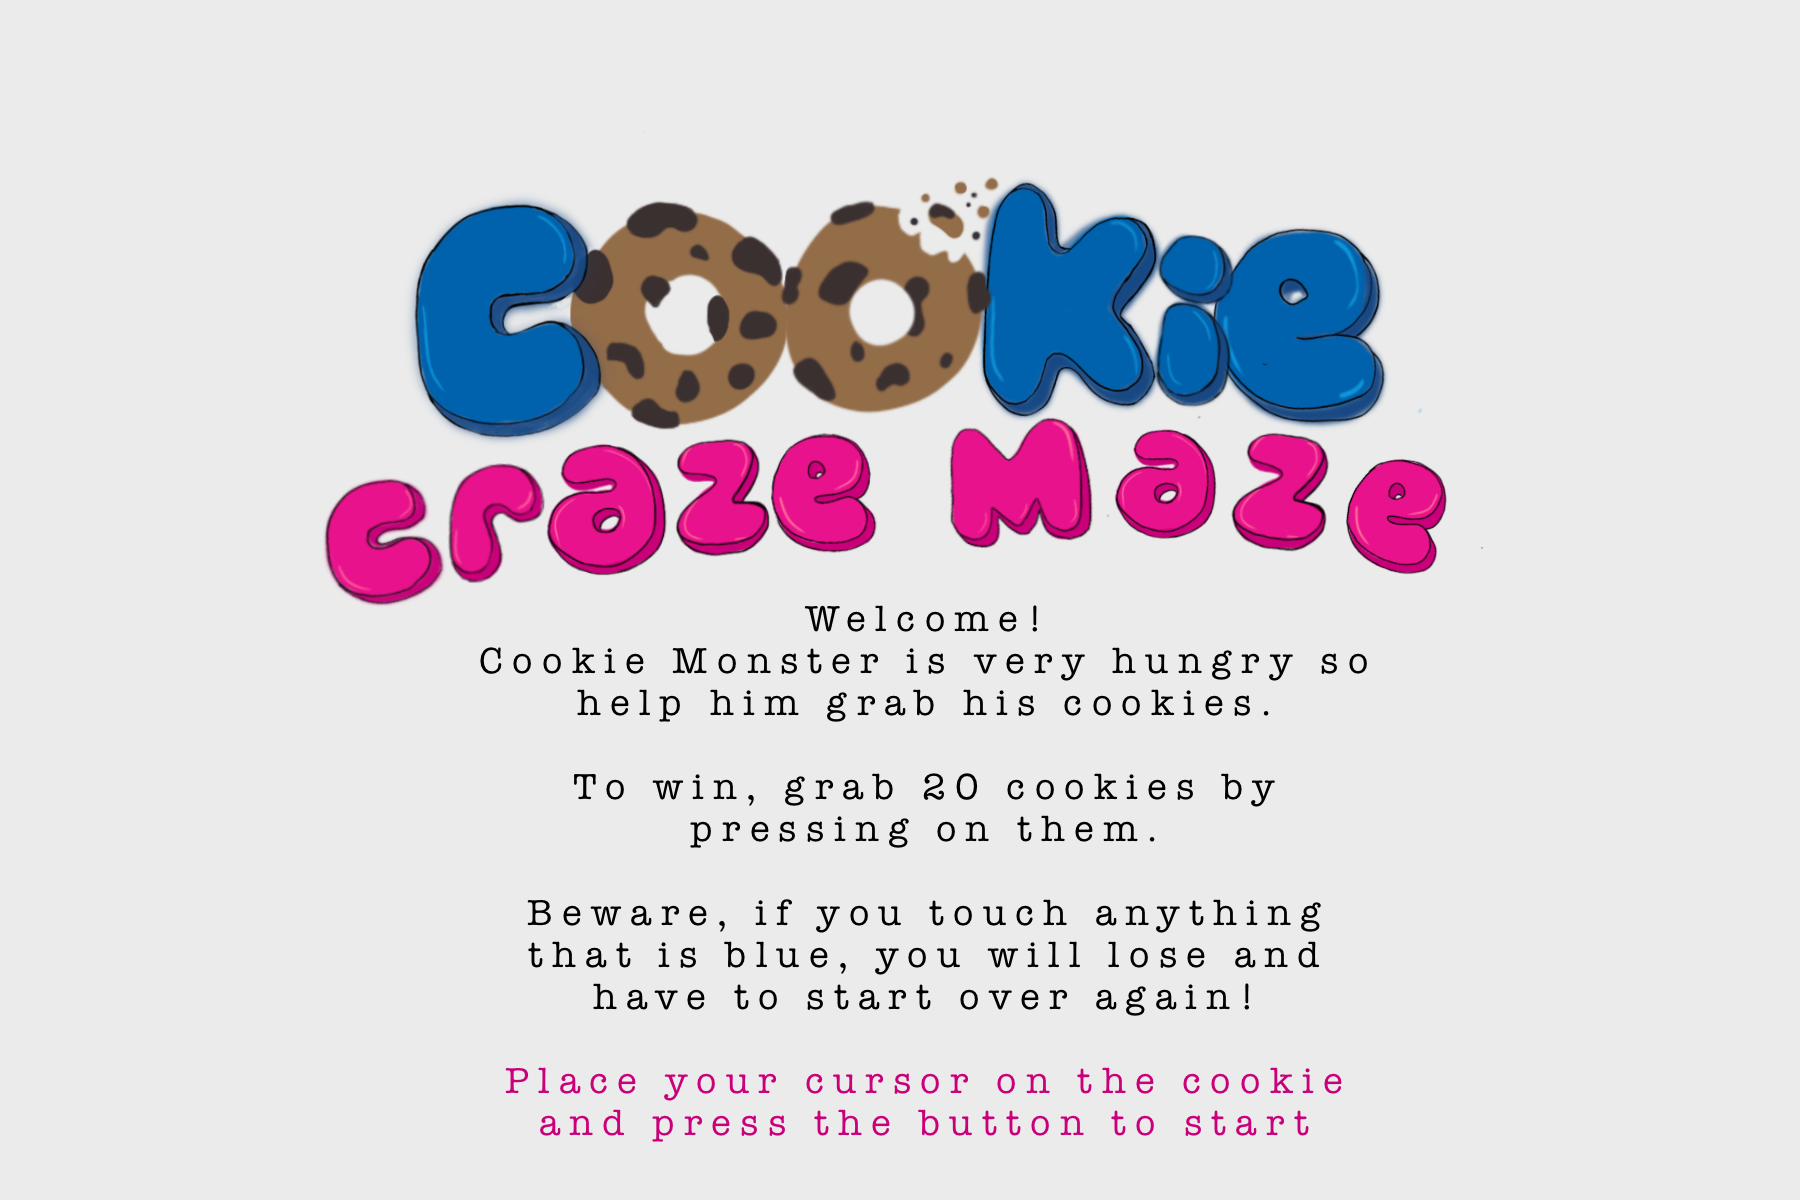 Cookie
craze Maze
Welcome!
Cookie Monster is very hungry so
help him grab his cookies.
To win, grab 20 cookies by
pressing on them.
Beware, if you touch anything
that is blue, you will lose and
have to start over again!
Place your cursor on the cookie
and press the button to start